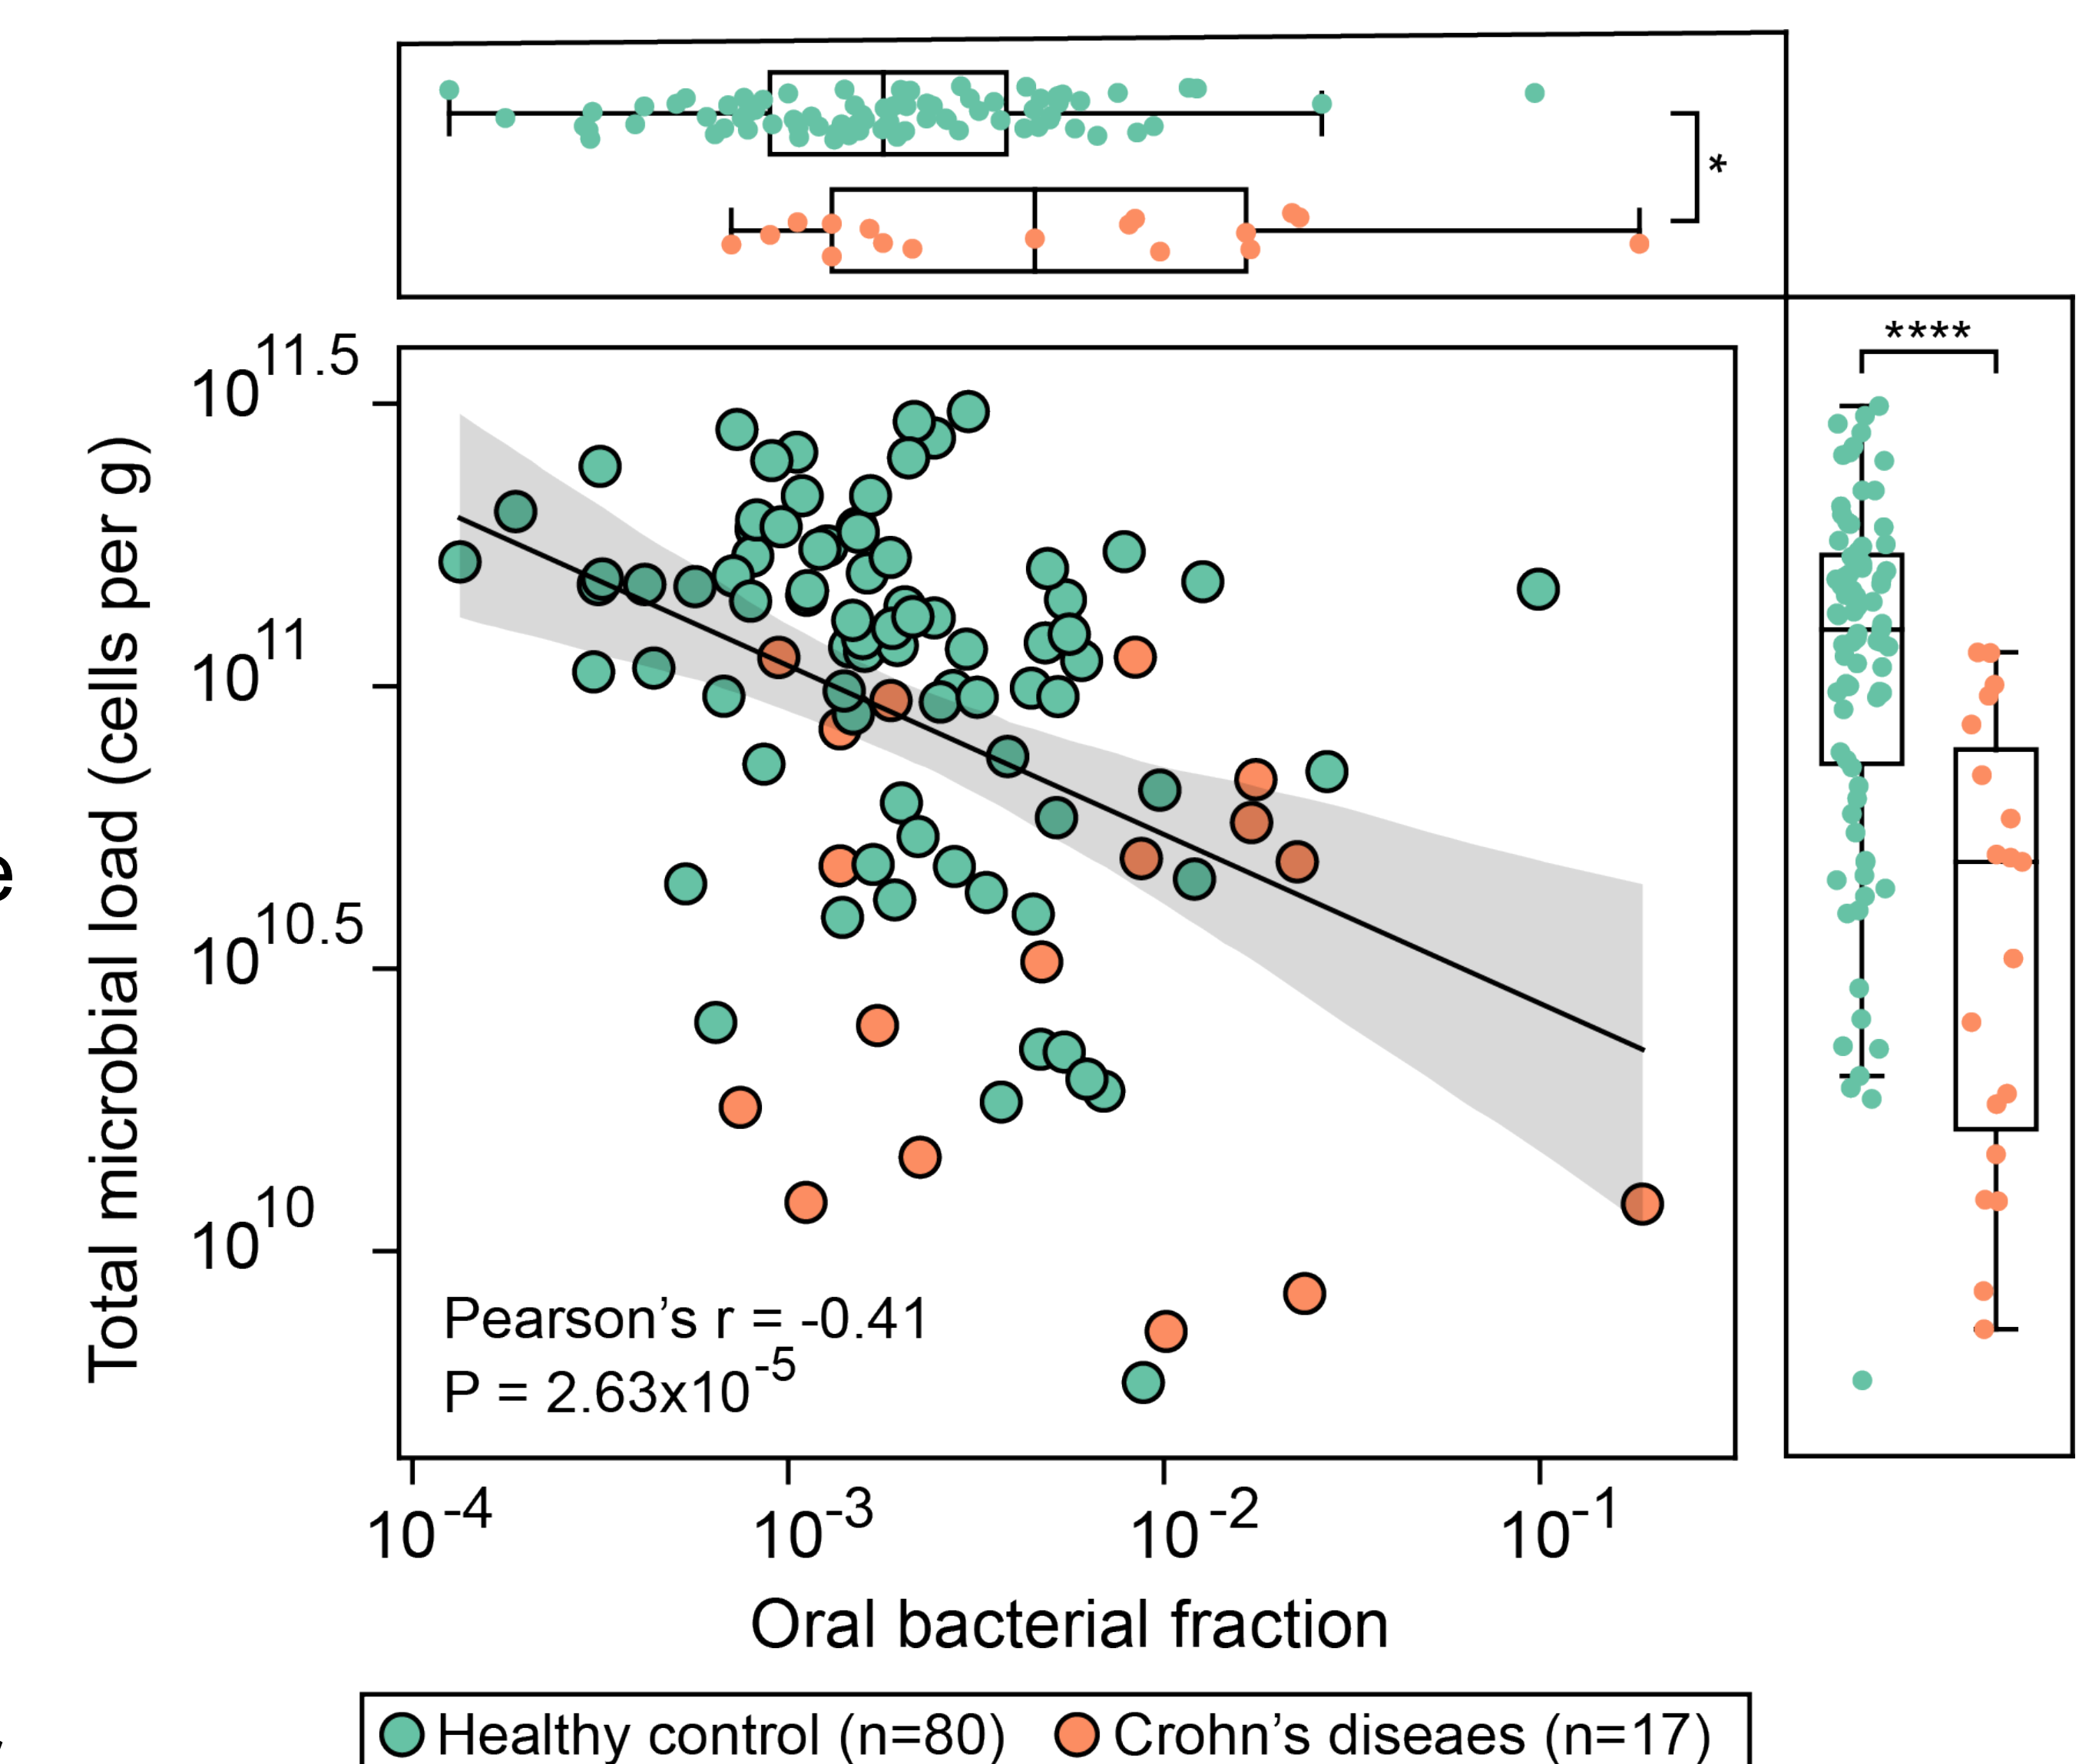 *
****
10^11.5
10^11
10^10.5
10^10
Total microbial load (cells per g)
Pearson’s r = -0.41
P = 2.63x10^-5
10^-4 10^-3 10^-2 10^-1
Oral bacterial fraction
Healthy control (n=80) Crohn’s diseaes (n=17)